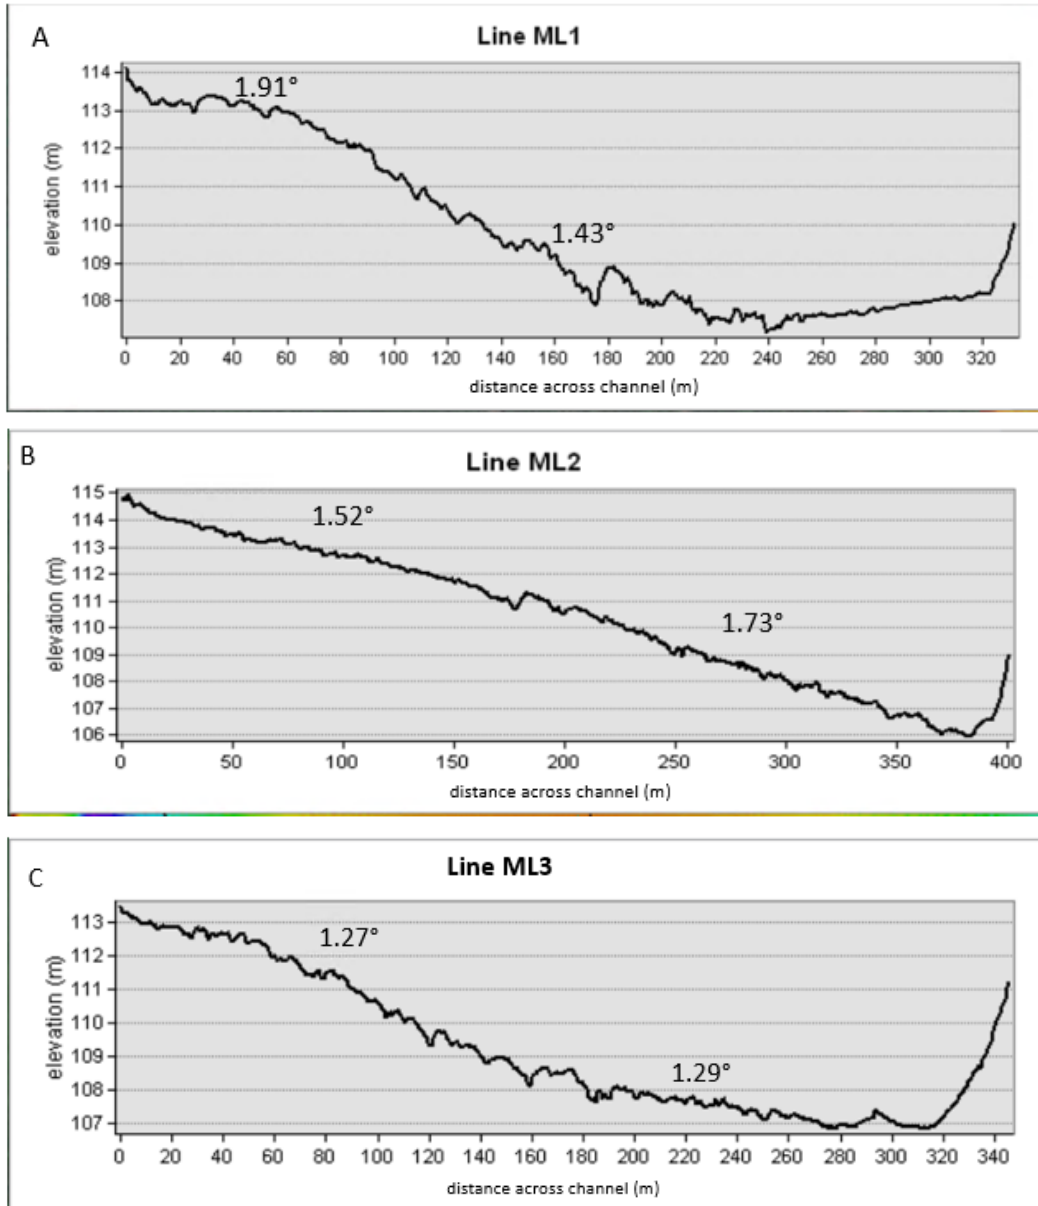 A
Line ML1
1.91°
1.43°
elevation (m)
114
113
112
111
110
109
108
0 20 40 60 80 100 120 140 160 180 200 220 240 260 280 300 320
distance across channel (m)
B
Line ML2
1.52°
1.73°
elevation (m)
115
114
113
112
111
110
109
108
107
106
0 50 100 150 200 250 300 350 400
distance across channel (m)
C
Line ML3
1.27°
1.29°
elevation (m)
113
112
111
110
109
108
107
0 20 40 60 80 100 120 140 160 180 200 220 240 260 280 300 320 340
distance across channel (m)